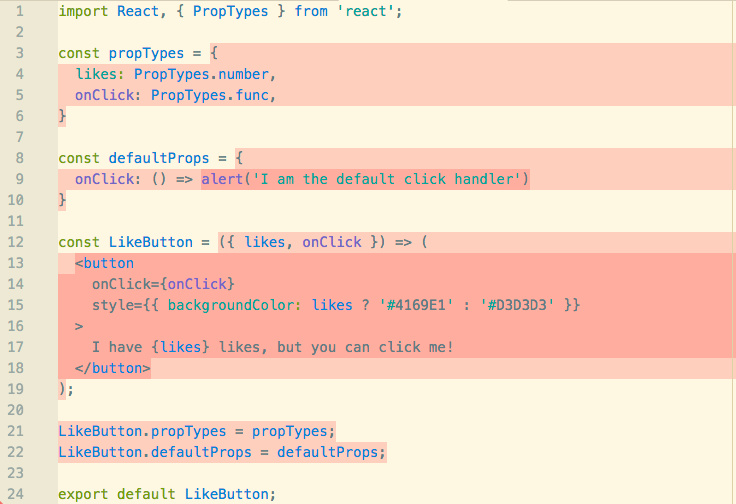 1 import React, { PropTypes } from 'react';
2
3 const propTypes = {
4   likes: PropTypes.number,
5   onClick: PropTypes.func,
6 }
7
8 const defaultProps = {
9   onClick: () => alert('I am the default click handler')
10 }
11
12 const LikeButton = ({ likes, onClick }) => (
13   <button
14     onClick={onClick}
15     style={{ backgroundColor: likes ? '#4169E1' : '#D3D3D3' }}
16   >
17     I have {likes} likes, but you can click me!
18   </button>
19 );
20
21 LikeButton.propTypes = propTypes;
22 LikeButton.defaultProps = defaultProps;
23
24 export default LikeButton;